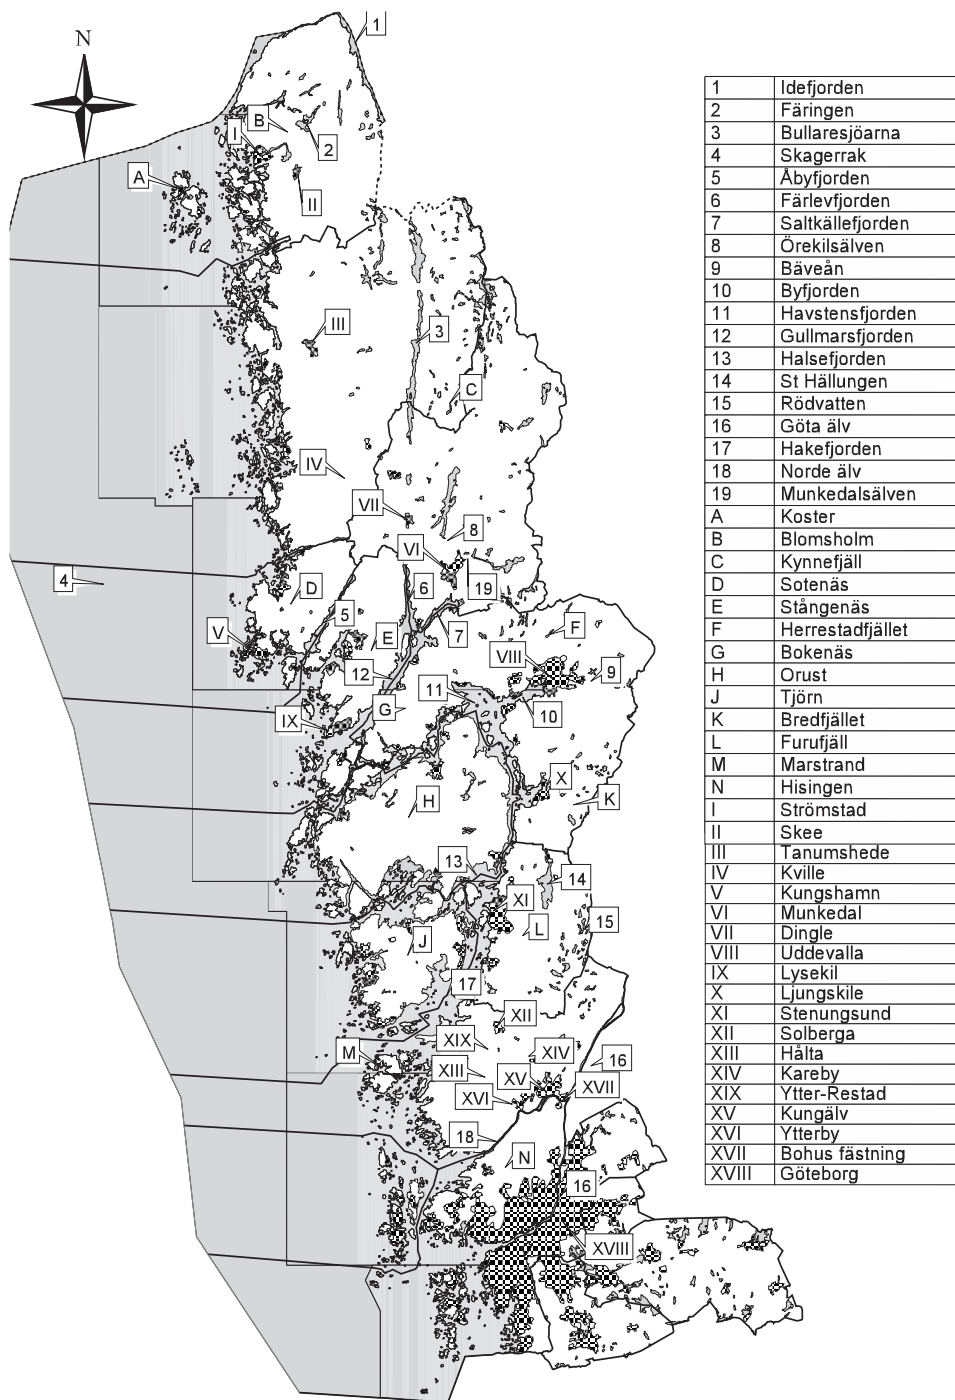 N
1
B
I
2
A
II
III
3
C
IV
VII
8
VI
4
D
6
19
5
V
E
7
F
12
VIII
9
11
G
10
IX
X
H
K
13
14
XI
15
J
L
17
XII
XIX
XIV
16
M
XIII
XV
XVII
XVI
18
N
16
XVIII
1 Idefjorden
2 Färingen
3 Bullaresjöarna
4 Skagerrak
5 Åbyfjorden
6 Färlevfjorden
7 Saltkällefjorden
8 Örekilsälven
9 Bäveån
10 Byfjorden
11 Havstensfjorden
12 Gullmarsfjorden
13 Halsefjorden
14 St Hällungen
15 Rödvatten
16 Göta älv
17 Hakefjorden
18 Norde älv
19 Munkedalsälven
A Koster
B Blomsholm
C Kynnefjäll
D Sotenäs
E Stångenäs
F Herrestadfjället
G Bokenäs
H Orust
J Tjörn
K Bredfjället
L Furufjäll
M Marstrand
N Hisingen
I Strömstad
II Skee
III Tanumshede
IV Kville
V Kungshamn
VI Munkedal
VII Dingle
VIII Uddevalla
IX Lysekil
X Ljungskile
XI Stenungsund
XII Solberga
XIII Hålta
XIV Kareby
XIX Ytter-Restad
XV Kungälv
XVI Ytterby
XVII Bohus fästning
XVIII Göteborg